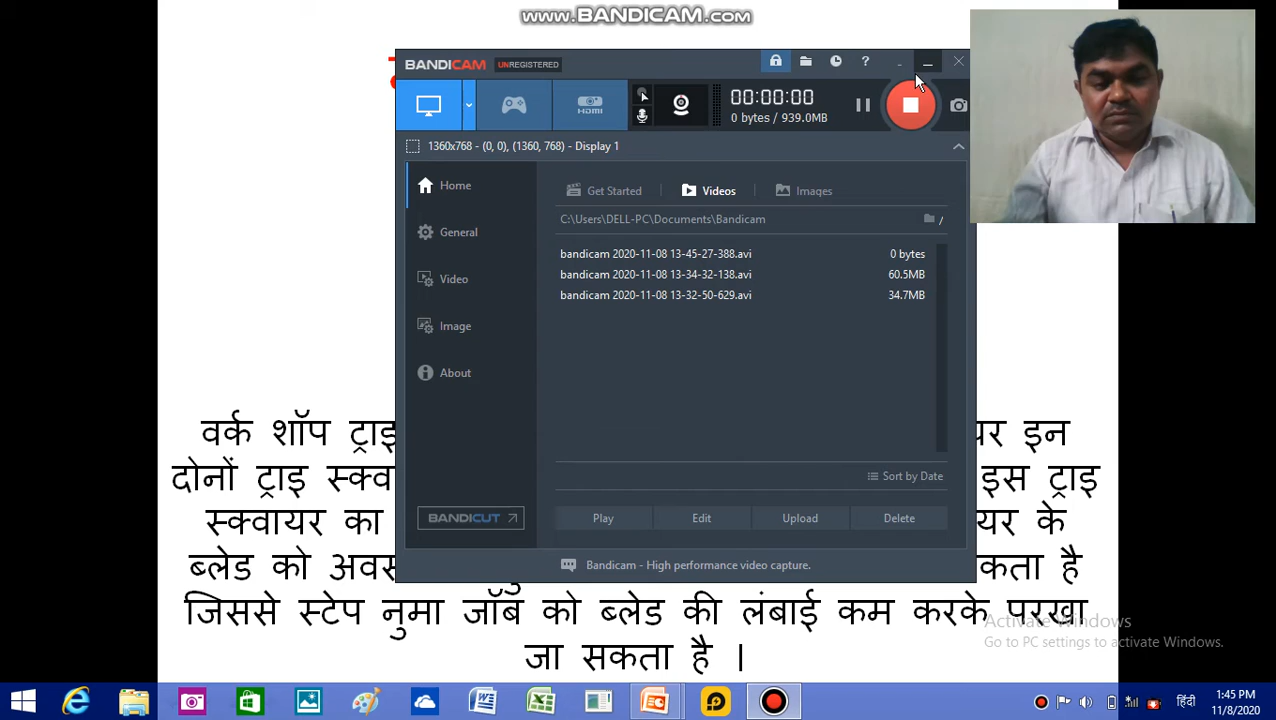 www.BANDICAM.com
BANDICAM UNREGISTERED
?
HDMI
00:00:00
0 bytes / 939.0MB
1360x768 - (0, 0), (1360, 768) - Display 1
Home
General
Video
Image
About
BANDICUT
Get Started
Videos
Images
C:\Users\DELL-PC\Documents\Bandicam
/
bandicam 2020-11-08 13-45-27-388.avi 0 bytes
bandicam 2020-11-08 13-34-32-138.avi 60.5MB
bandicam 2020-11-08 13-32-50-629.avi 34.7MB
Sort by Date
Play Edit Upload Delete
Bandicam - High performance video capture.
वर्क शॉप इन
दोनों ट्राइ इस ट्राइ
स्क्वायर का के
ब्लेड को है
जिससे स्टेप नुमा जॉब को ब्लेड की लंबाई कम करके परखा
जा सकता है ।
Activate Windows
Go to PC settings to activate Windows.
हिंदी
1:45 PM
11/8/2020